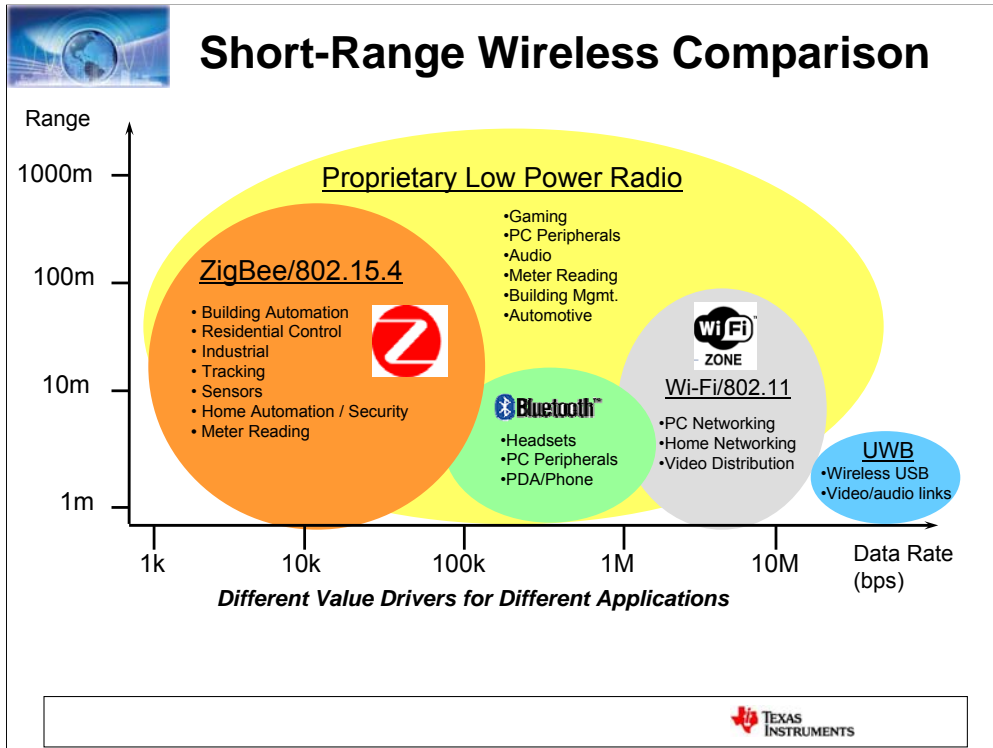 Short-Range Wireless Comparison
Range
1000m
100m
10m
1m
Proprietary Low Power Radio
•Gaming
•PC Peripherals
•Audio
•Meter Reading
•Building Mgmt.
•Automotive
ZigBee/802.15.4
• Building Automation
• Residential Control
• Industrial
• Tracking
• Sensors
• Home Automation / Security
• Meter Reading
Bluetooth™
•Headsets
•PC Peripherals
•PDA/Phone
Wi Fi™
ZONE
Wi-Fi/802.11
•PC Networking
•Home Networking
•Video Distribution
UWB
•Wireless USB
•Video/audio links
1k
10k
100k
1M
10M
Data Rate
(bps)
Different Value Drivers for Different Applications
TEXAS
INSTRUMENTS